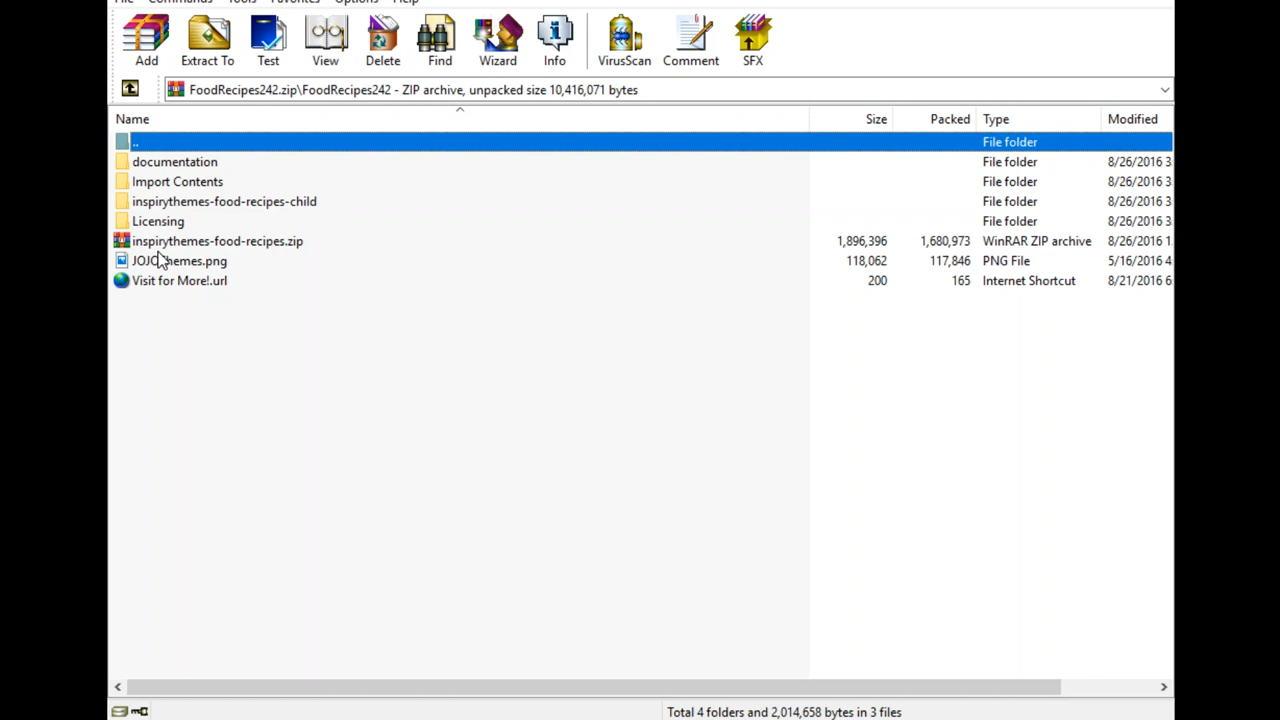 Commands Tools Favorites Options Help
Add Extract To Test View Delete Find Wizard Info VirusScan Comment SFX
FoodRecipes242.zip\FoodRecipes242 - ZIP archive, unpacked size 10,416,071 bytes
Name Size Packed Type Modified
.. File folder
documentation File folder 8/26/2016 3
Import Contents File folder 8/26/2016 3
inspirythemes-food-recipes-child File folder 8/26/2016 3
Licensing File folder 8/26/2016 3
inspirythemes-food-recipes.zip 1,896,396 1,680,973 WinRAR ZIP archive 8/26/2016 1
118,062 117,846 PNG File 5/16/2016 4
Visit for More!.url 200 165 Internet Shortcut 8/21/2016 6
Total 4 folders and 2,014,658 bytes in 3 files